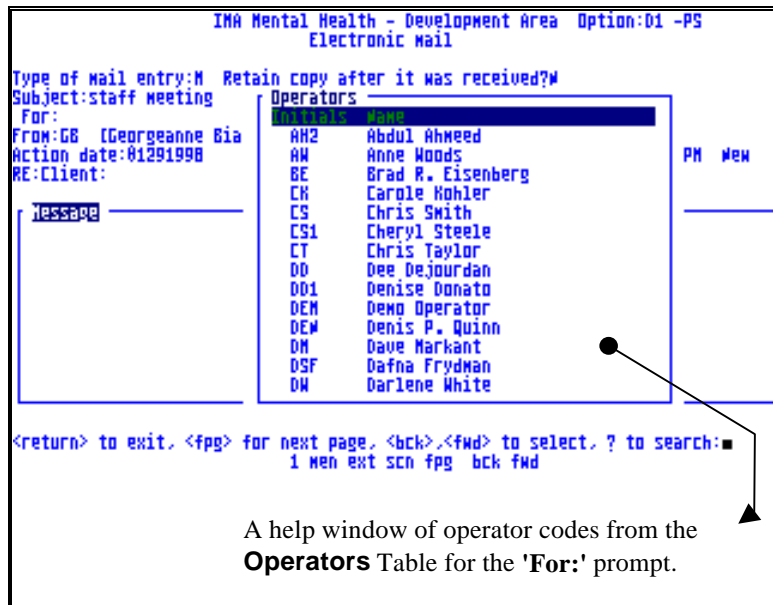 IMA Mental Health - Development Area Option:D1 -PS
Electronic Mail
Type of mail entry:M Retain copy after it was received?N
Subject:staff meeting
For:
From:GB [Georgeanne Bia
Action date:01291998 PM New
RE:Client:
Message
Operators
Initials Name
AH2 Abdul Ahmeed
AW Anne Woods
BE Brad R. Eisenberg
CK Carole Kohler
CS Chris Smith
CS1 Cheryl Steele
CT Chris Taylor
DD Dee Dejourdan
DD1 Denise Donato
DEM Demo Operator
DEN Denis P. Quinn
DM Dave Markant
DSF Dafna Frydman
DW Darlene White
<return> to exit, <fpg> for next page, <bck>,<fwd> to select, ? to search:
1 men ext scn fpg bck fwd
A help window of operator codes from the
Operators Table for the 'For:' prompt.